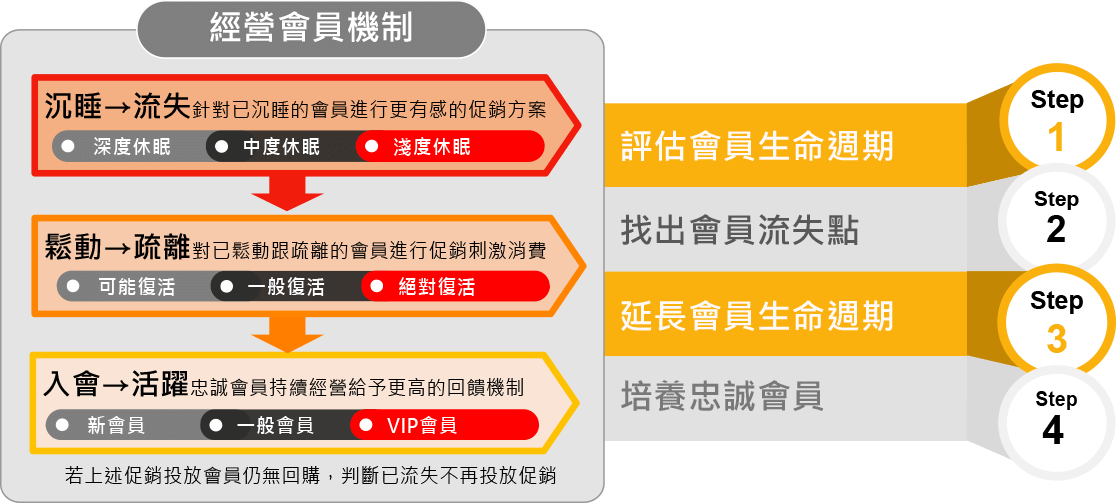 經營會員機制
沉睡→流失針對已沉睡的會員進行更有感的促銷方案
深度休眠 中度休眠 淺度休眠
鬆動→疏離對已鬆動跟疏離的會員進行促銷刺激消費
可能復活 一般復活 絕對復活
入會→活躍忠誠會員持續經營給予更高的回饋機制
新會員 一般會員 VIP會員
若上述促銷投放會員仍無回購，判斷已流失不再投放促銷
評估會員生命週期
Step
1
找出會員流失點
Step
2
延長會員生命週期
Step
3
培養忠誠會員
Step
4